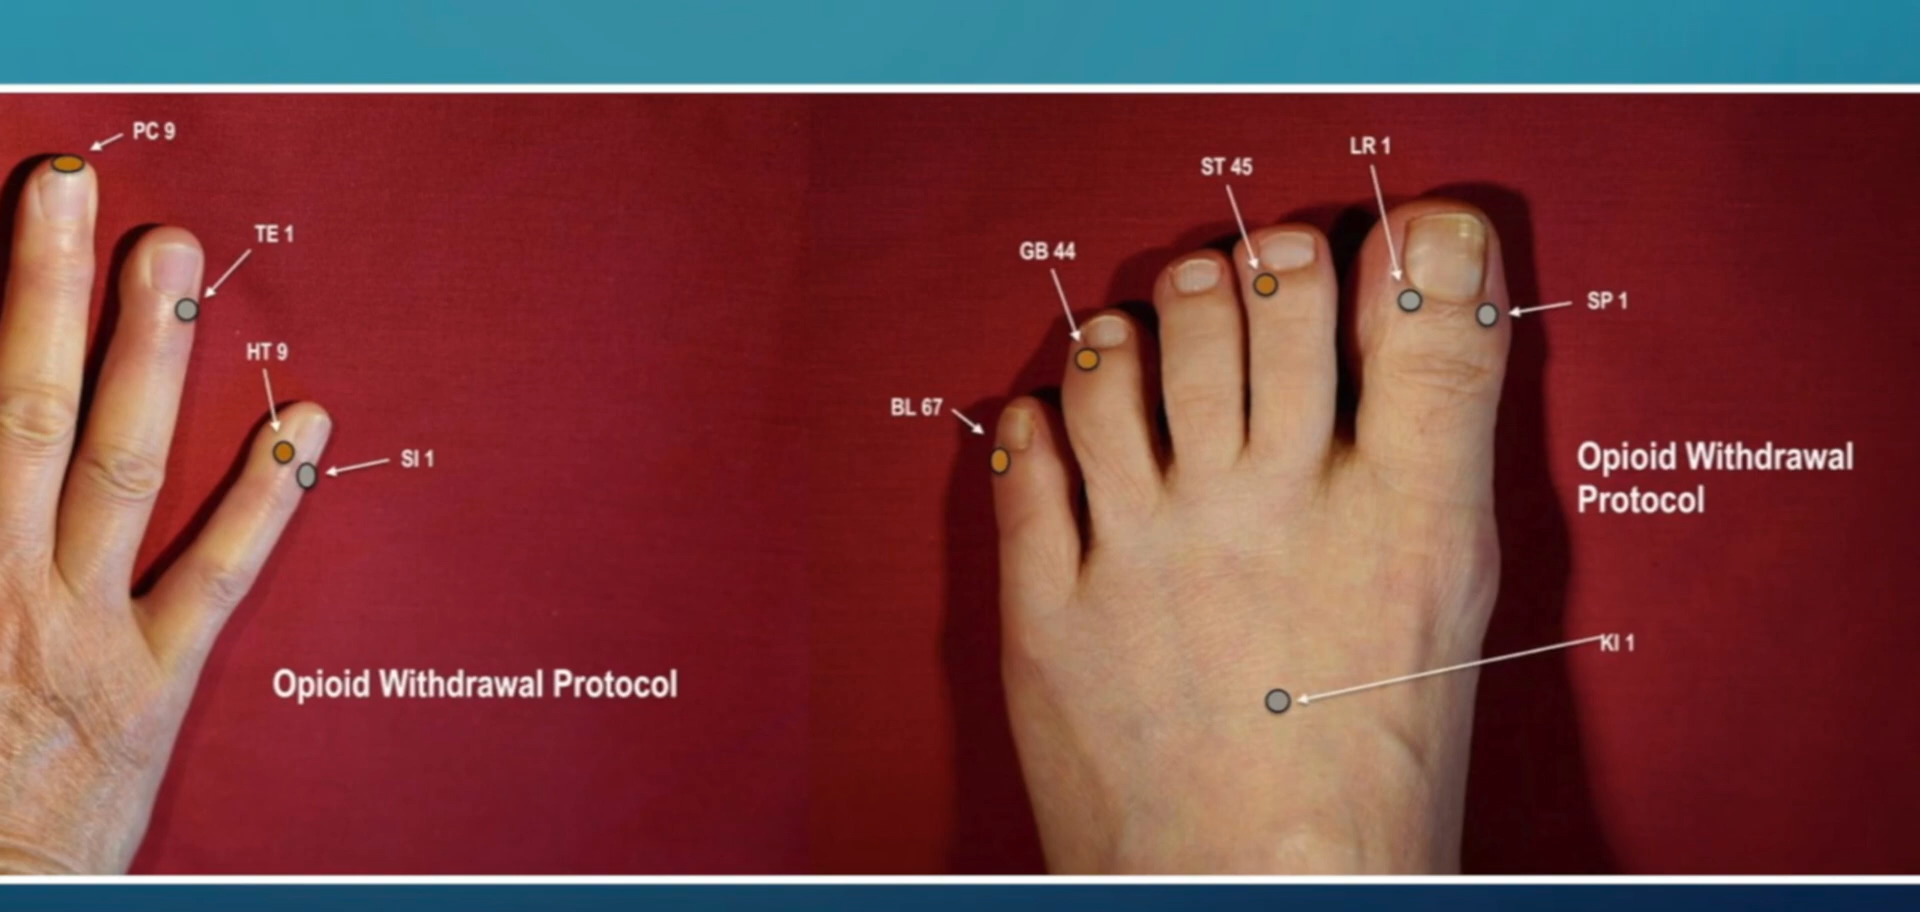 PC 9
TE 1
HT 9
SI 1
Opioid Withdrawal Protocol
LR 1
ST 45
GB 44
SP 1
BL 67
Opioid Withdrawal
Protocol
KI 1